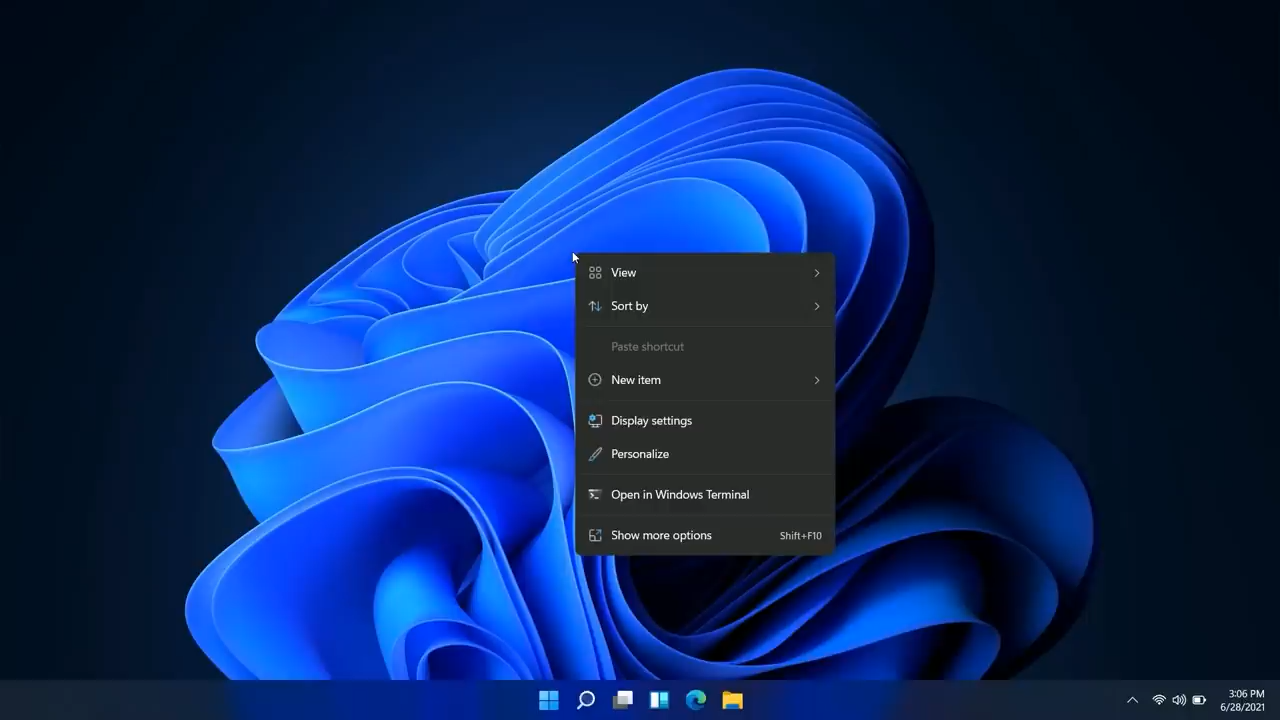 View
Sort by
Paste shortcut
New item
Display settings
Personalize
Open in Windows Terminal
Show more options Shift+F10
3:06 PM
6/28/2021